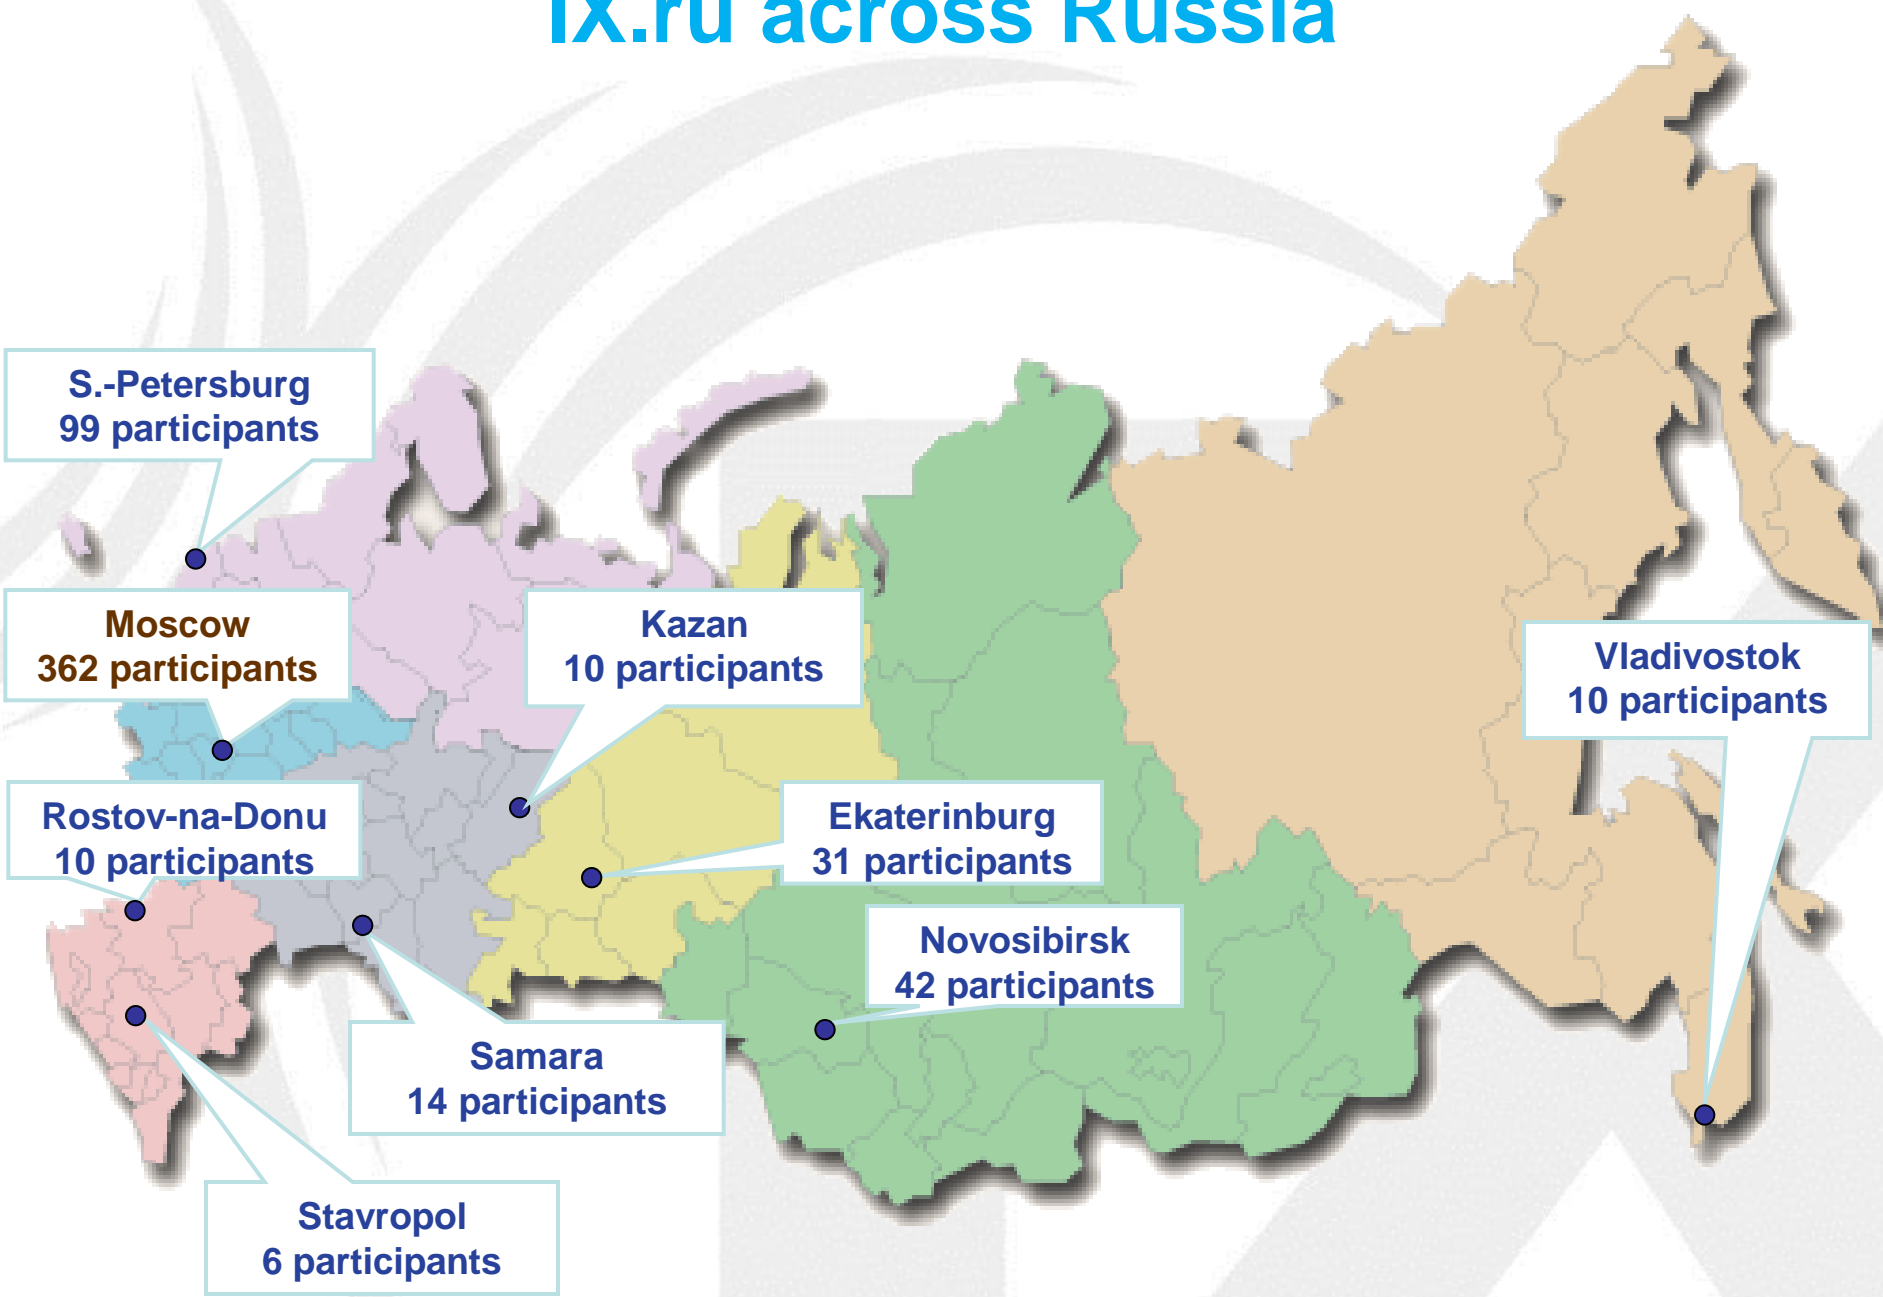 IX.ru across Russia
S.-Petersburg
99 participants
Moscow
362 participants
Kazan
10 participants
Vladivostok
10 participants
Rostov-na-Donu
10 participants
Ekaterinburg
31 participants
Novosibirsk
42 participants
Samara
14 participants
Stavropol
6 participants